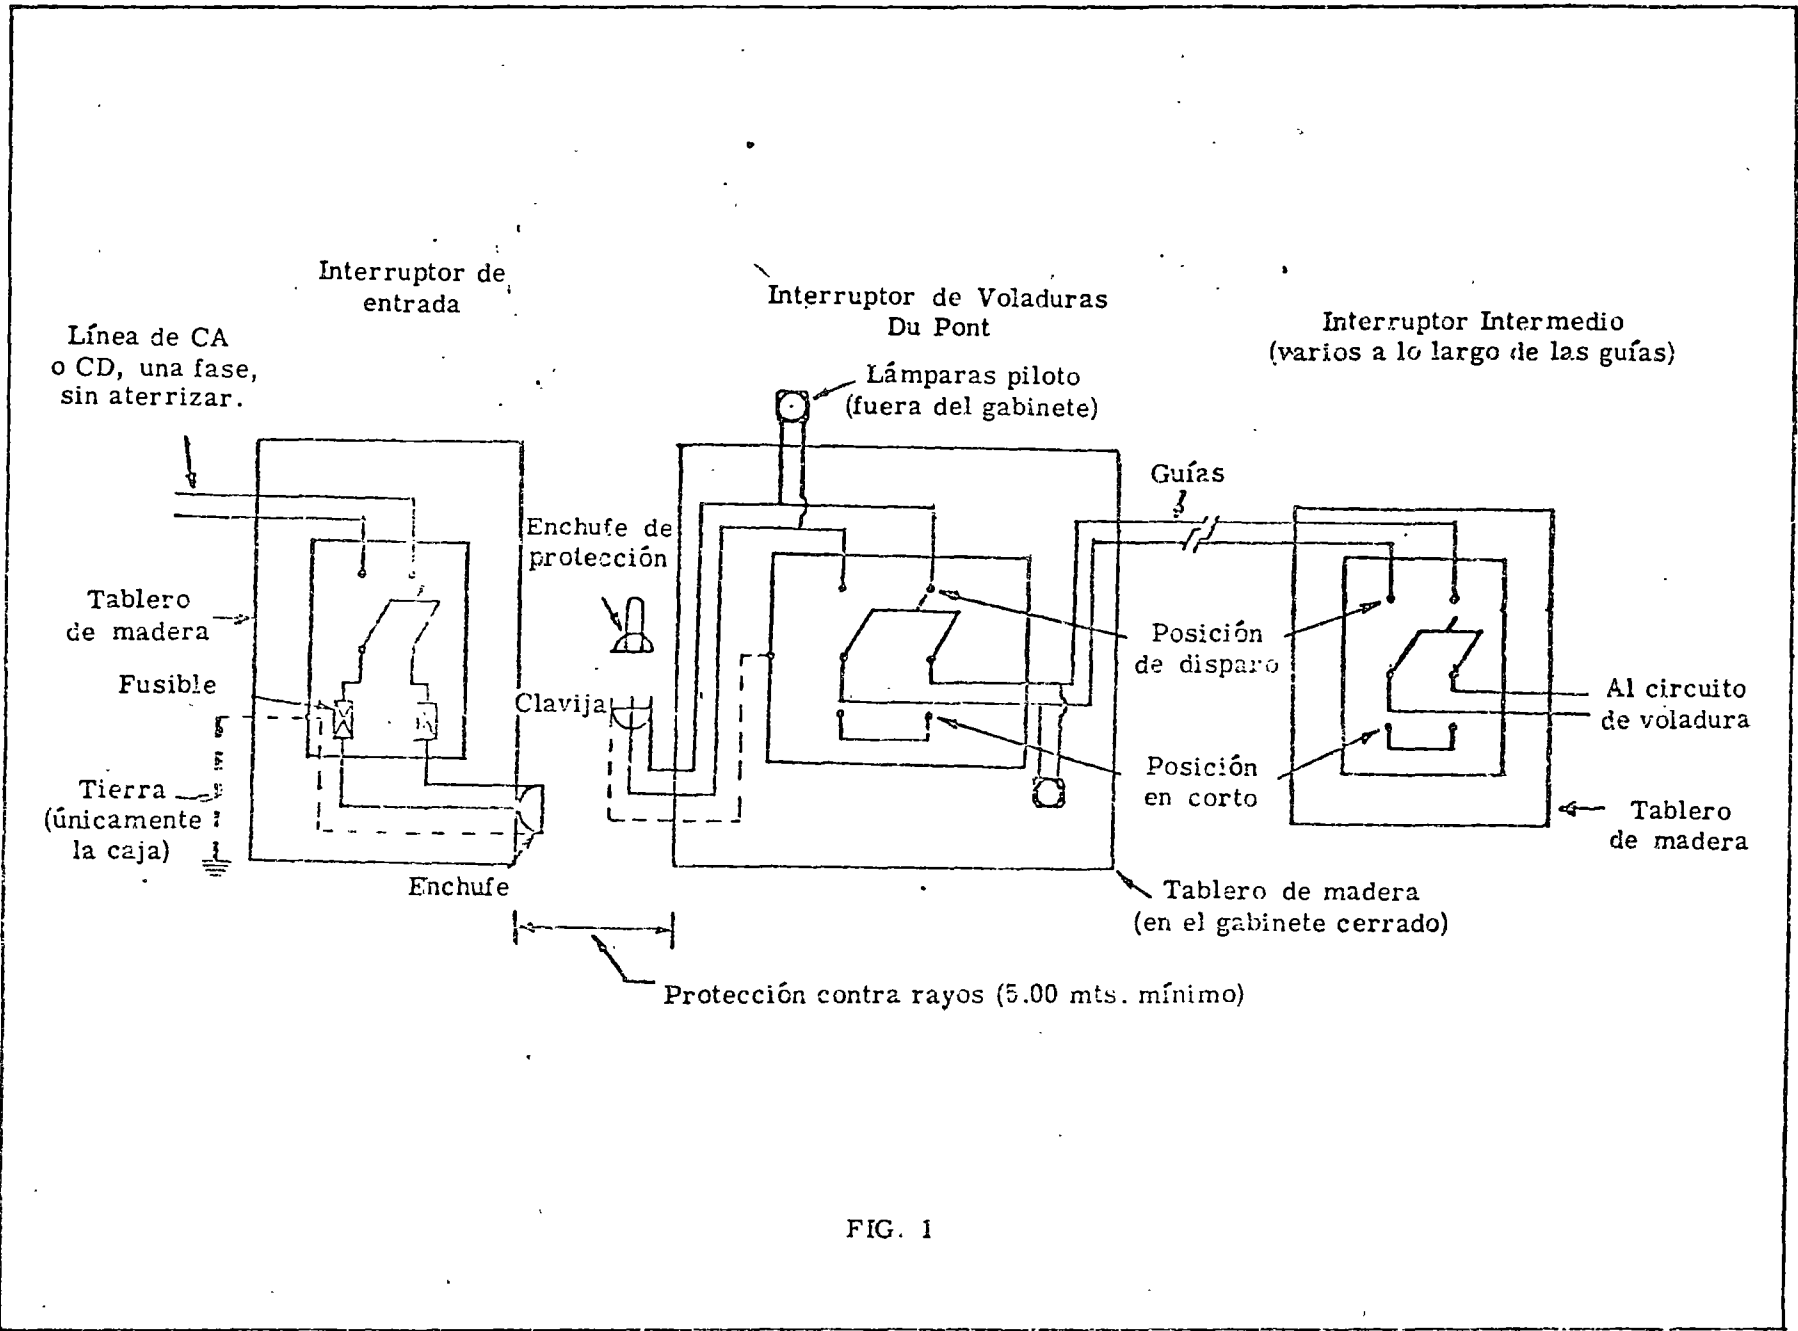 Interruptor de
entrada
Línea de CA
o CD, una fase,
sin aterrizar.
Interruptor de Voladuras
Du Pont
Lámparas piloto
(fuera del gabinete)
Interruptor Intermedio
(varios a lo largo de las guías)
Guías
Enchufe de
protección
Tablero
de madera
Fusible
Clavija
Posición
de disparo
Al circuito
de voladura
Tierra
(únicamente
la caja)
Posición
en corto
Tablero
de madera
Enchufe
Tablero de madera
(en el gabinete cerrado)
Protección contra rayos (5.00 mts. mínimo)
FIG. 1